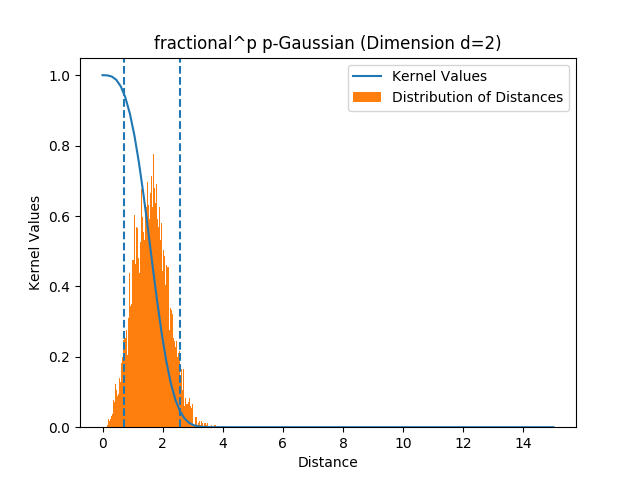 fractional^p p-Gaussian (Dimension d=2)
Kernel Values
Distribution of Distances
1.0
0.8
0.6
0.4
0.2
0.0
Kernel Values
0 2 4 6 8 10 12 14
Distance